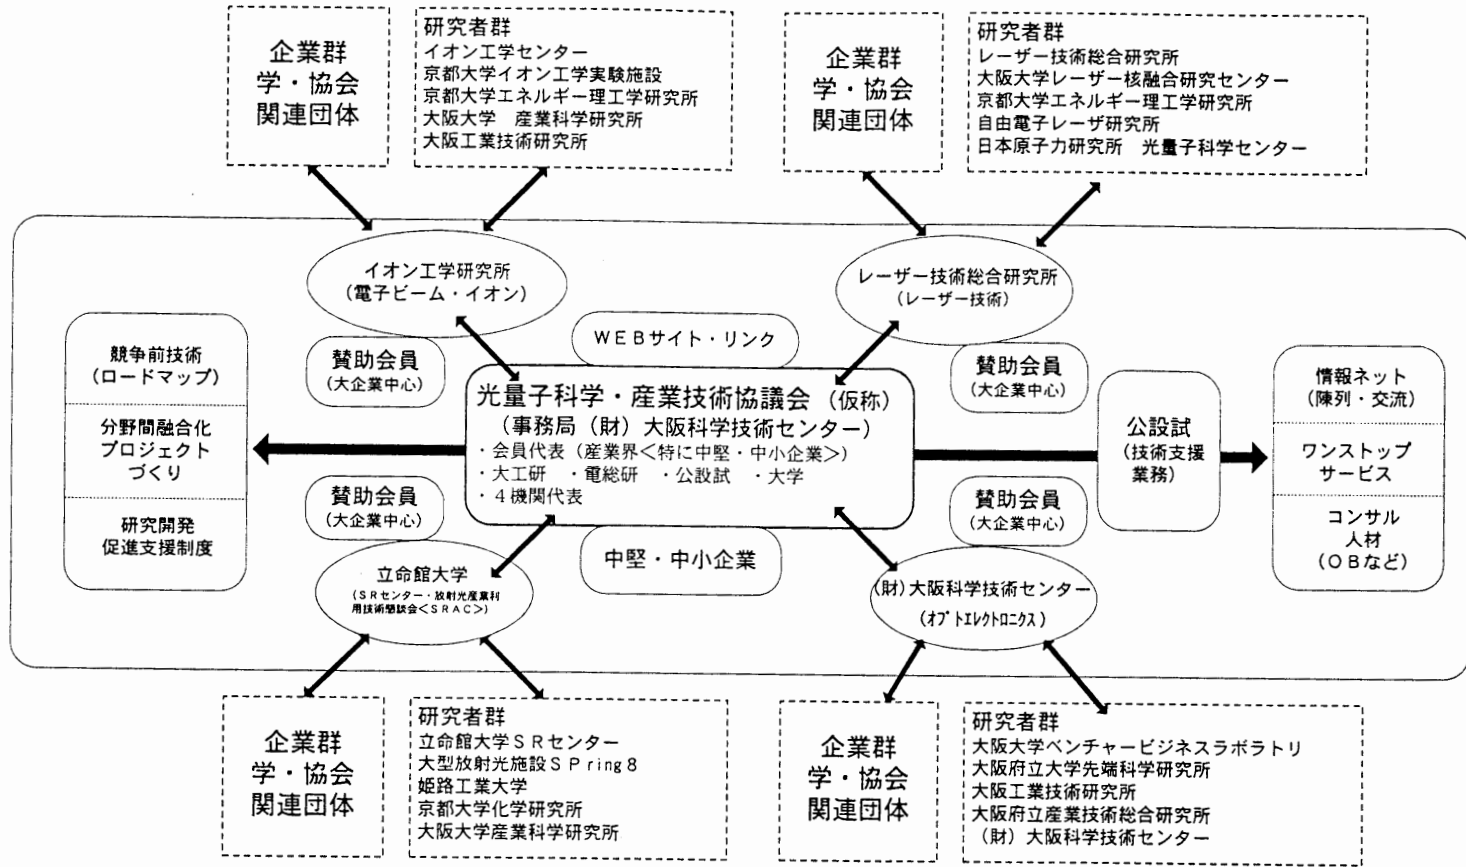 企業群
学・協会
関連団体
研究者群
イオン工学センター
京都大学イオン工学実験施設
京都大学エネルギー理工学研究所
大阪大学　産業科学研究所
大阪工業技術研究所
企業群
学・協会
関連団体
研究者群
レーザー技術総合研究所
大阪大学レーザー核融合研究センター
京都大学エネルギー理工学研究所
自由電子レーザ研究所
日本原子力研究所　光量子科学センター
イオン工学研究所
（電子ビーム・イオン）
レーザー技術総合研究所
（レーザー技術）
競争前技術
（ロードマップ）
分野間融合化
プロジェクト
づくり
研究開発
促進支援制度
賛助会員
（大企業中心）
WEBサイト・リンク
賛助会員
（大企業中心）
光量子科学・産業技術協議会（仮称）
（事務局（財）大阪科学技術センター）
・会員代表（産業界＜特に中堅・中小企業＞）
・大工研　・電総研　・公設試　・大学
・４機関代表
公設試
（技術支援
業務）
情報ネット
（陳列・交流）
ワンストップ
サービス
コンサル
人材
（ＯＢなど）
賛助会員
（大企業中心）
中堅・中小企業
賛助会員
（大企業中心）
立命館大学
（ＳＲセンター・放射光産業利
用技術懇談会＜ＳＲＡＣ＞）
（財）大阪科学技術センター
（ｵﾌﾟﾄｴﾚｸﾄﾛﾆｸｽ）
企業群
学・協会
関連団体
研究者群
立命館大学ＳＲセンター
大型放射光施設ＳＰring８
姫路工業大学
京都大学化学研究所
大阪大学産業科学研究所
企業群
学・協会
関連団体
研究者群
大阪大学ベンチャービジネスラボラトリ
大阪府立大学先端科学研究所
大阪工業技術研究所
大阪府立産業技術総合研究所
（財）大阪科学技術センター